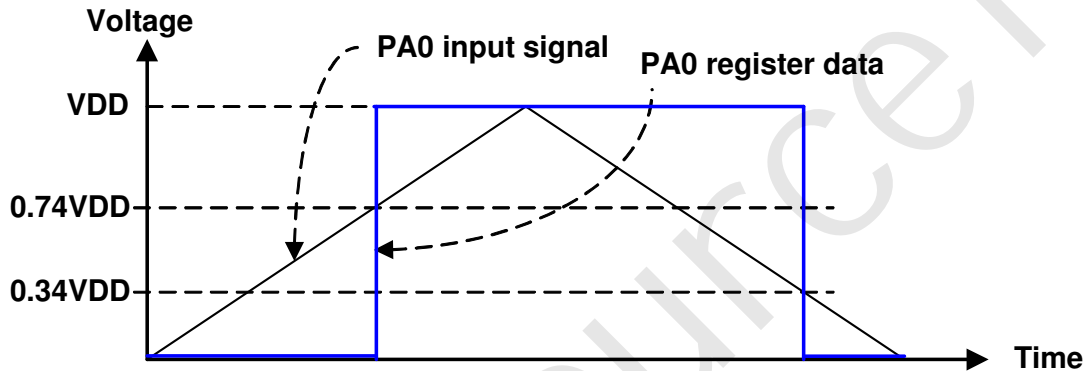 Voltage
PA0 input signal
PA0 register data
VDD
0.74VDD
0.34VDD
Time